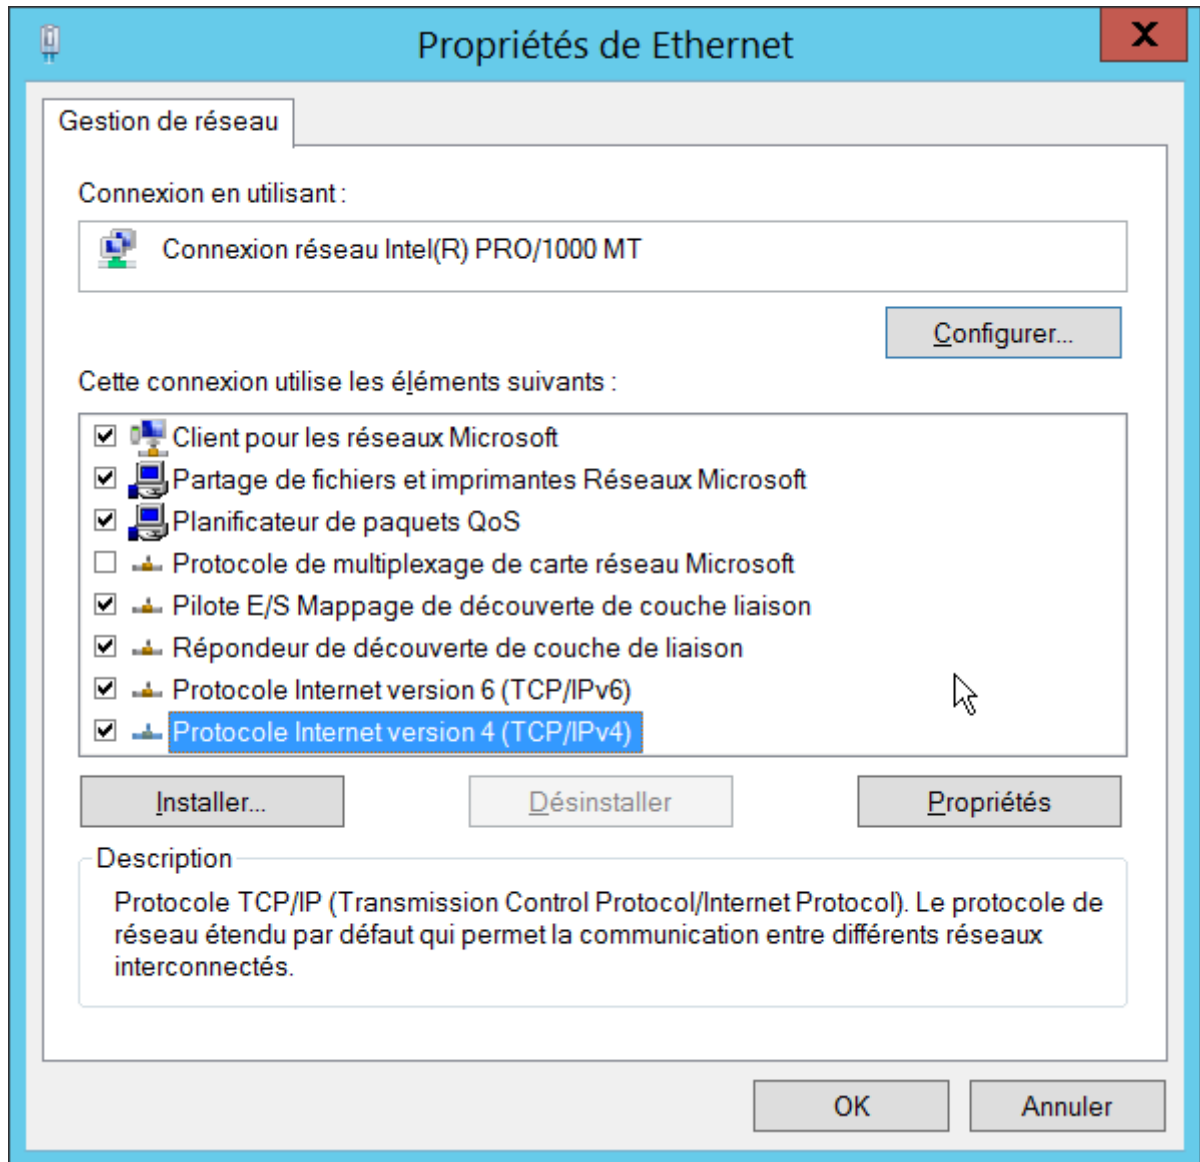 Propriétés de Ethernet
X
Gestion de réseau
Connexion en utilisant :
Connexion réseau Intel(R) PRO/1000 MT
Configurer...
Cette connexion utilise les éléments suivants :
Client pour les réseaux Microsoft
Partage de fichiers et imprimantes Réseaux Microsoft
Planificateur de paquets QoS
Protocole de multiplexage de carte réseau Microsoft
Pilote E/S Mappage de découverte de couche liaison
Répondeur de découverte de couche de liaison
Protocole Internet version 6 (TCP/IPv6)
Protocole Internet version 4 (TCP/IPv4)
Installer... Désinstaller Propriétés
Description
Protocole TCP/IP (Transmission Control Protocol/Internet Protocol). Le protocole de
réseau étendu par défaut qui permet la communication entre différents réseaux
interconnectés.
OK Annuler